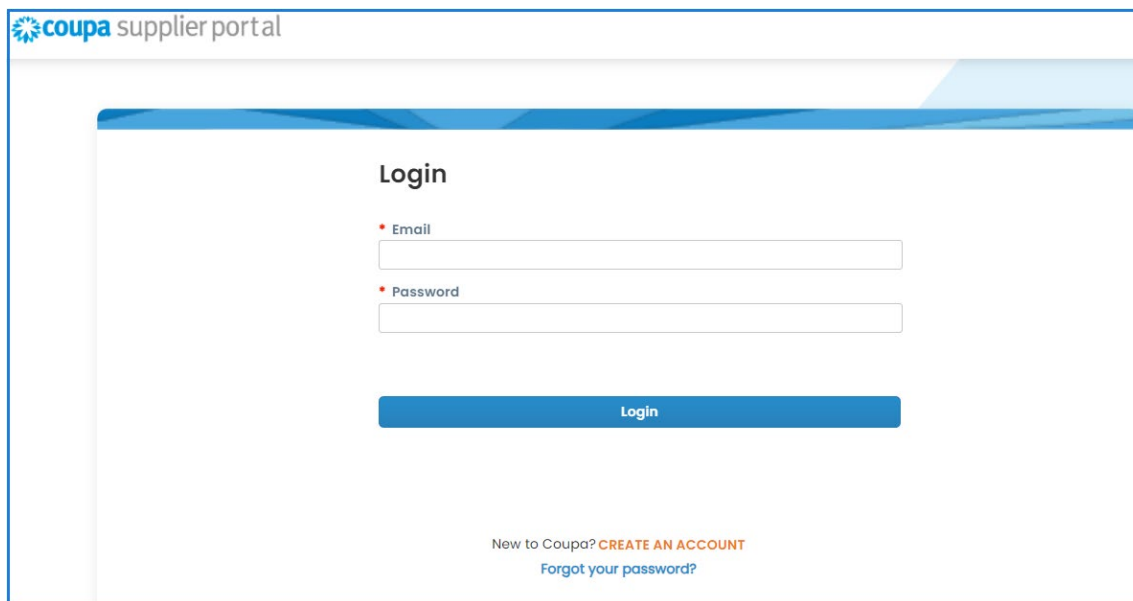 coupa supplier portal
Login
* Email
* Password
Login
New to Coupa? CREATE AN ACCOUNT
Forgot your password?